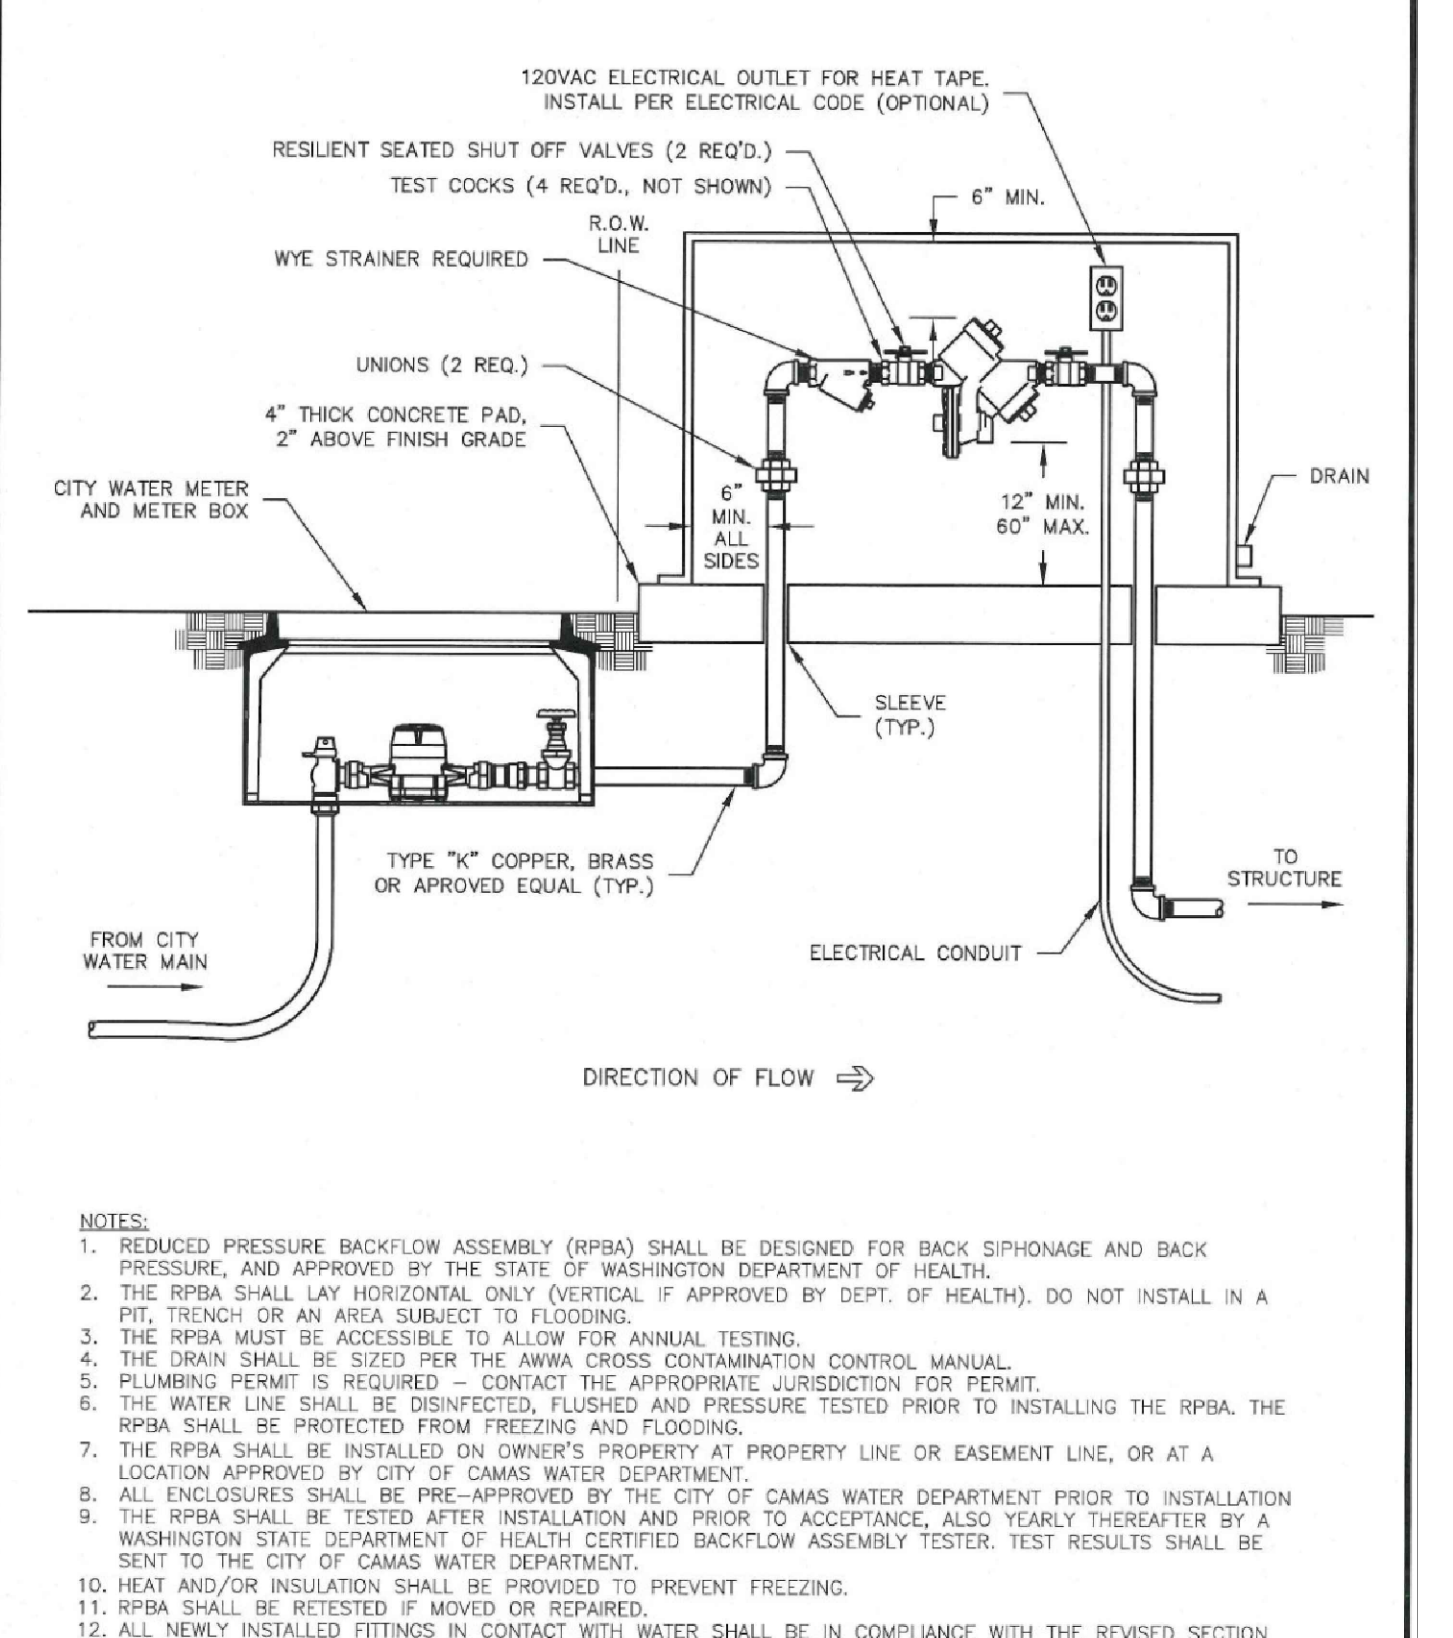 120VAC ELECTRICAL OUTLET FOR HEAT TAPE.
INSTALL PER ELECTRICAL CODE (OPTIONAL)
RESILIENT SEATED SHUT OFF VALVES (2 REQ'D.)
TEST COCKS (4 REQ'D., NOT SHOWN)
6" MIN.
R.O.W.
LINE
WYE STRAINER REQUIRED
UNIONS (2 REQ.)
4" THICK CONCRETE PAD,
2" ABOVE FINISH GRADE
CITY WATER METER
AND METER BOX
6"
MIN.
ALL
SIDES
12" MIN.
60" MAX.
DRAIN
SLEEVE
(TYP.)
TYPE "K" COPPER, BRASS
OR APROVED EQUAL (TYP.)
TO
STRUCTURE
FROM CITY
WATER MAIN
ELECTRICAL CONDUIT
DIRECTION OF FLOW
NOTES:
1. REDUCED PRESSURE BACKFLOW ASSEMBLY (RPBA) SHALL BE DESIGNED FOR BACK SIPHONAGE AND BACK
PRESSURE, AND APPROVED BY THE STATE OF WASHINGTON DEPARTMENT OF HEALTH.
2. THE RPBA SHALL LAY HORIZONTAL ONLY (VERTICAL IF APPROVED BY DEPT. OF HEALTH). DO NOT INSTALL IN A
PIT, TRENCH OR AN AREA SUBJECT TO FLOODING.
3. THE RPBA MUST BE ACCESSIBLE TO ALLOW FOR ANNUAL TESTING.
4. THE DRAIN SHALL BE SIZED PER THE AWWA CROSS CONTAMINATION CONTROL MANUAL.
5. PLUMBING PERMIT IS REQUIRED – CONTACT THE APPROPRIATE JURISDICTION FOR PERMIT.
6. THE WATER LINE SHALL BE DISINFECTED, FLUSHED AND PRESSURE TESTED PRIOR TO INSTALLING THE RPBA. THE
RPBA SHALL BE PROTECTED FROM FREEZING AND FLOODING.
7. THE RPBA SHALL BE INSTALLED ON OWNER'S PROPERTY AT PROPERTY LINE OR EASEMENT LINE, OR AT A
LOCATION APPROVED BY CITY OF CAMAS WATER DEPARTMENT.
8. ALL ENCLOSURES SHALL BE PRE–APPROVED BY THE CITY OF CAMAS WATER DEPARTMENT PRIOR TO INSTALLATION
9. THE RPBA SHALL BE TESTED AFTER INSTALLATION AND PRIOR TO ACCEPTANCE, ALSO YEARLY THEREAFTER BY A
WASHINGTON STATE DEPARTMENT OF HEALTH CERTIFIED BACKFLOW ASSEMBLY TESTER. TEST RESULTS SHALL BE
SENT TO THE CITY OF CAMAS WATER DEPARTMENT.
10. HEAT AND/OR INSULATION SHALL BE PROVIDED TO PREVENT FREEZING.
11. RPBA SHALL BE RETESTED IF MOVED OR REPAIRED.
12. ALL NEWLY INSTALLED FITTINGS IN CONTACT WITH WATER SHALL BE IN COMPLIANCE WITH THE REVISED SECTION